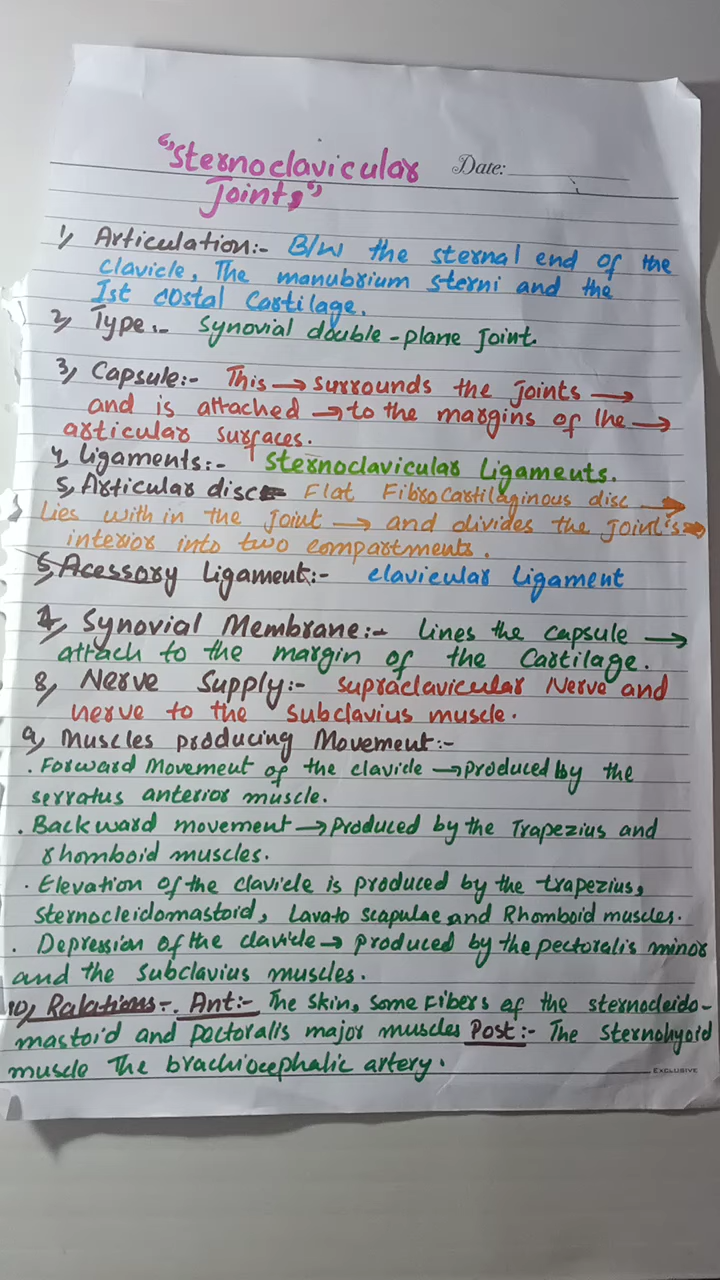 "Sternoclavicular Date:
Joints"
1, Articulation:- B/w the sternal end of the
clavicle, The manubrium sterni and the
Ist costal Cartilage.
2, Type:- Synovial double-plane Joint.
3, Capsule:- This → surrounds the joints →
and is attached → to the margins of the →
articular surfaces.
4, Ligaments:- Sternoclavicular Ligaments.
5, Articular disc:- Flat Fibrocartilaginous disc →
Lies with in the joint → and divides the joint's →
interior into two compartments.
5, Acessory Ligament:- clavicular Ligament
7, Synovial Membrane:- Lines the capsule →
attach to the margin of the Cartilage.
8, Nerve Supply:- supraclavicular Nerve and
nerve to the Subclavius muscle.
9, Muscles producing Movement:-
. Forward Movement of the clavicle → produced by the
serratus anterior muscle.
. Backward movement → Produced by the Trapezius and
rhomboid muscles.
. Elevation of the clavicle is produced by the trapezius,
Sternocleidomastoid, Lavato scapulae and Rhomboid muscles.
. Depression of the clavicle → produced by the pectoralis minor
and the subclavius muscles.
10, Ralations-. Ant:- The Skin, Some Fibers of the sternocleido-
mastoid and Pectoralis major muscles Post:- The Sternohyoid
muscle The brachiocephalic artery.
EXCLUSIVE